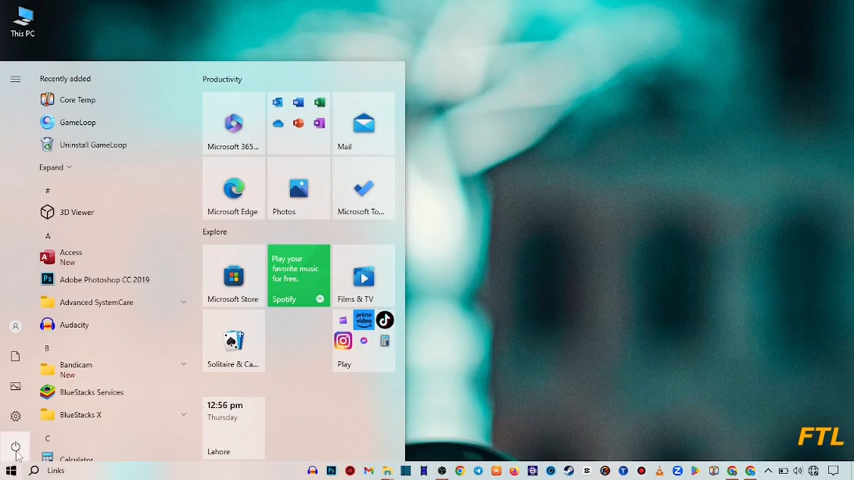 This PC
Recently added
Core Temp
GameLoop
Uninstall GameLoop
Expand
#
3D Viewer
A
Access
New
Adobe Photoshop CC 2019
Advanced SystemCare
Audacity
B
Bandicam
New
BlueStacks Services
BlueStacks X
C
Calculator
Productivity
Microsoft 365...
Mail
Microsoft Edge
Photos
Microsoft To...
Explore
Microsoft Store
Play your
favorite music
for free.
Spotify
Films & TV
Solitaire & Ca...
prime
video
Play
12:56 pm
Thursday
Lahore
FTL
Links